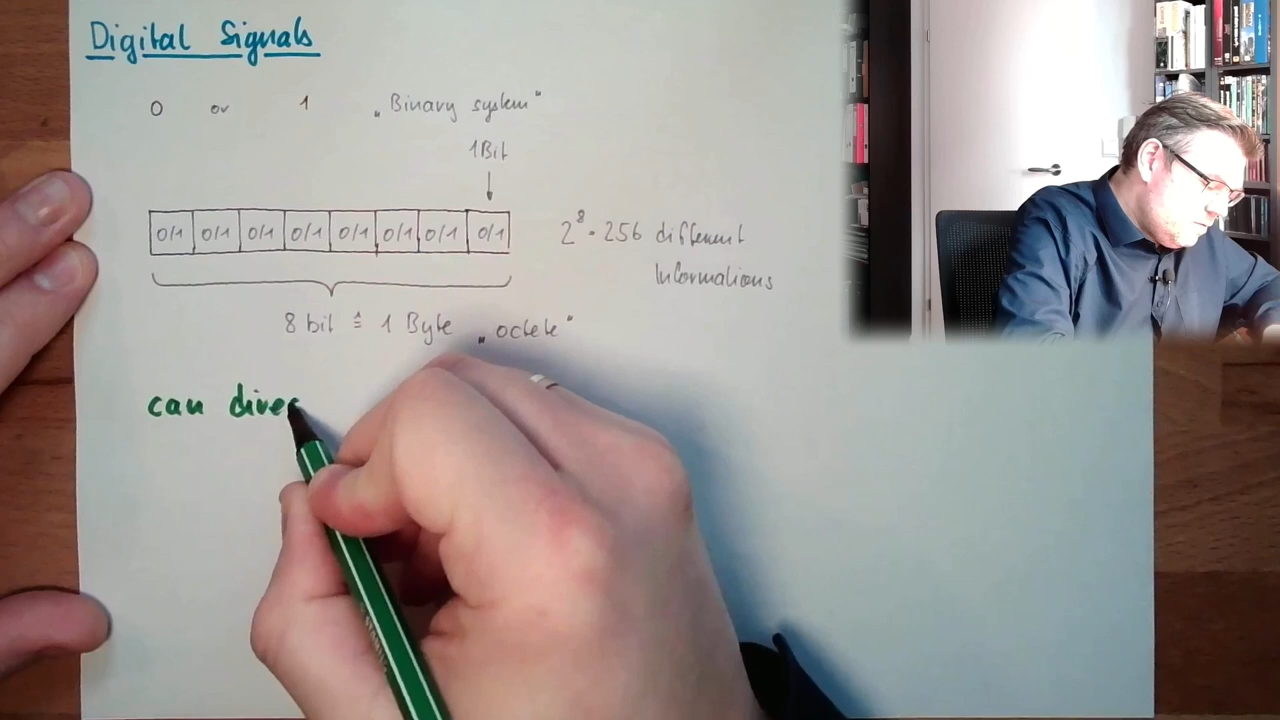 Digital Signals
0 or 1 „Binary system"
1Bit
0/1 0/1 0/1 0/1 0/1 0/1 0/1 0/1 2⁸ = 256 different
Informations
8 bit ≙ 1 Byte „octete"
can direc